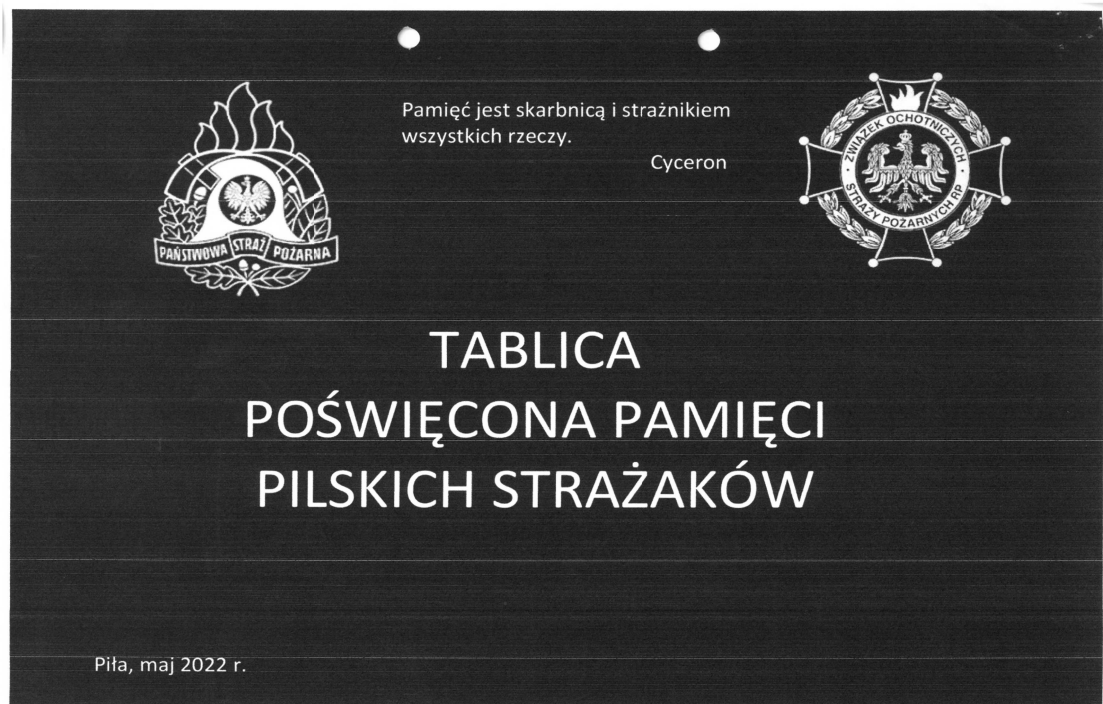 Pamięć jest skarbnicą i strażnikiem
wszystkich rzeczy.
Cyceron
PAŃSTWOWA STRAŻ POŻARNA
ZWIĄZEK OCHOTNICZYCH
STRAŻY POŻARNYCH RP
TABLICA
POŚWIĘCONA PAMIĘCI
PILSKICH STRAŻAKÓW
Piła, maj 2022 r.